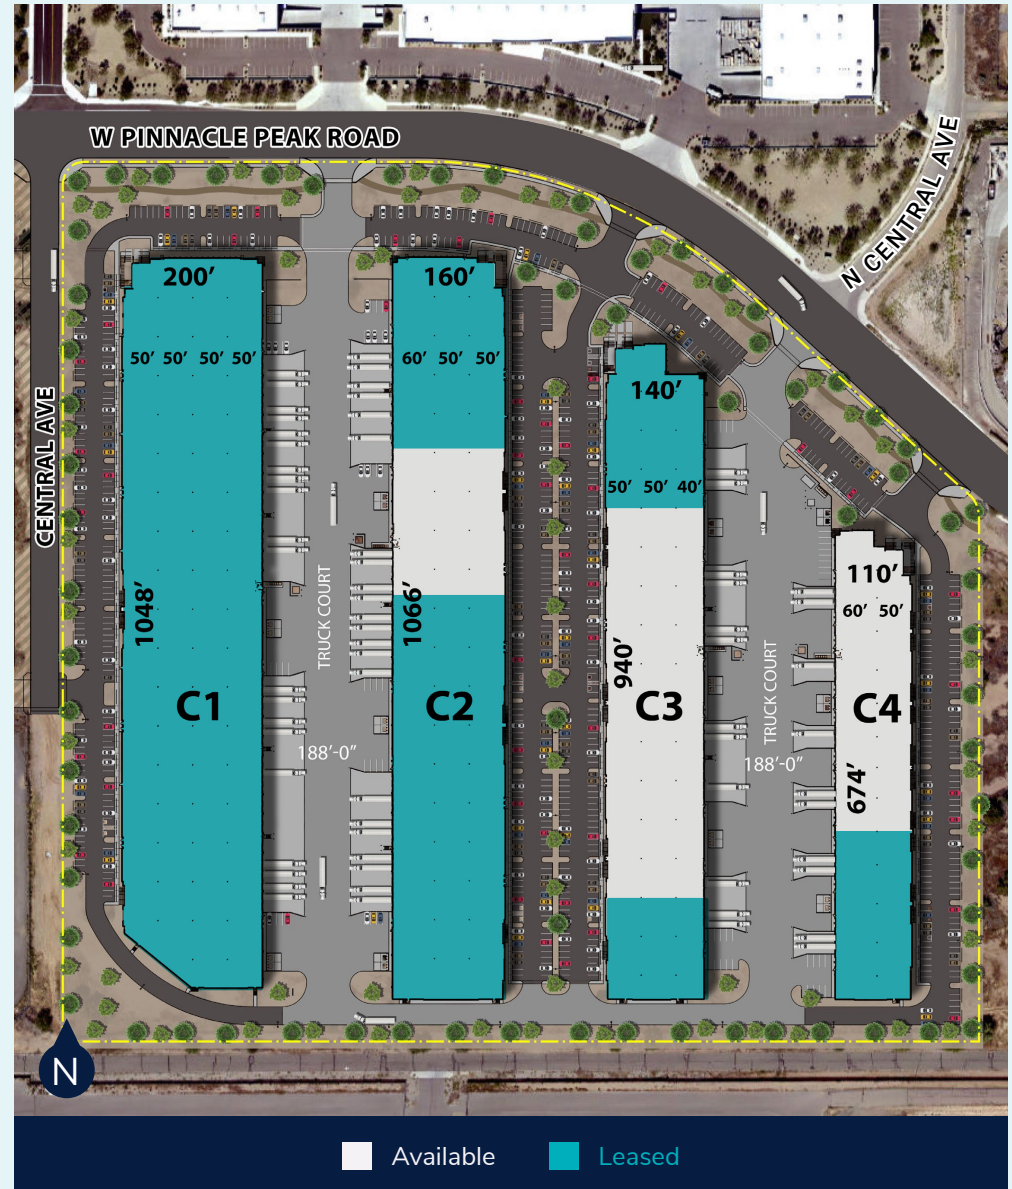 W PINNACLE PEAK ROAD
N CENTRAL AVE
CENTRAL AVE
200’
50’ 50’ 50’ 50’
1048’
C1
TRUCK COURT
188’-0”
160’
60’ 50’ 50’
1066’
C2
140’
50’ 50’ 40’
940’
C3
TRUCK COURT
188’-0”
110’
60’ 50’
C4
674’
N
Available
Leased